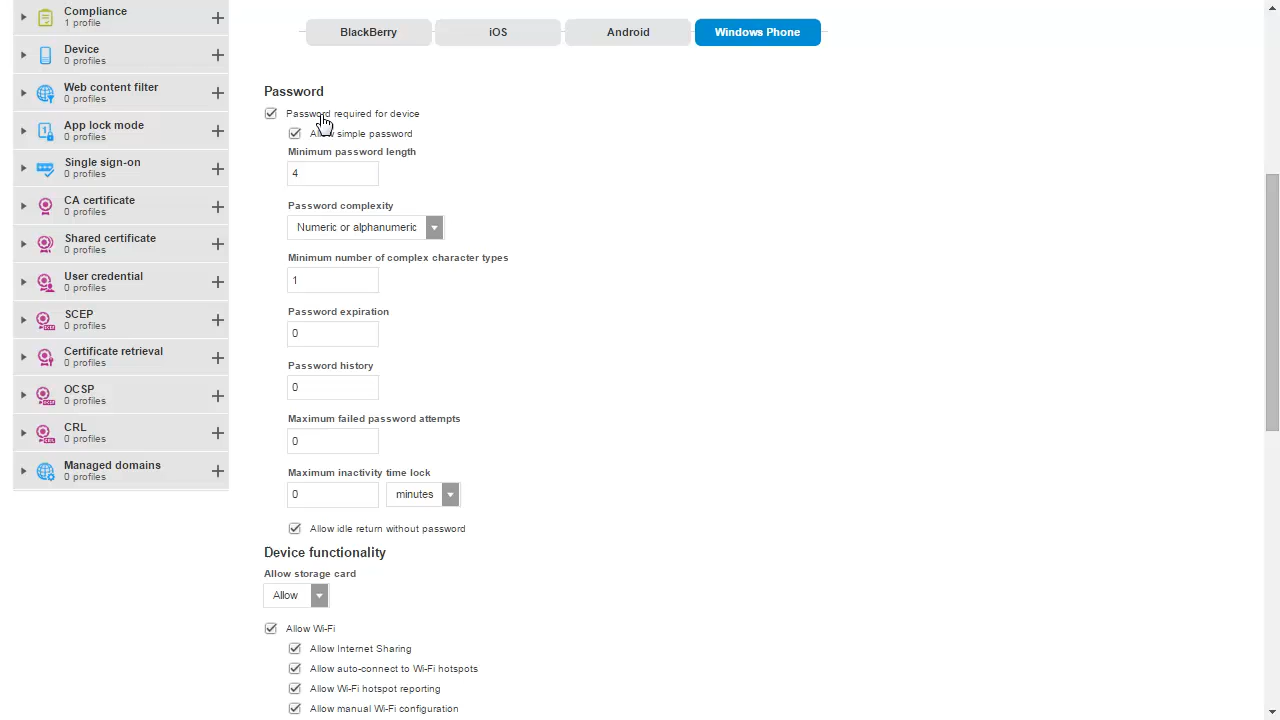 Compliance
1 profile
Device
0 profiles
Web content filter
0 profiles
App lock mode
0 profiles
Single sign-on
0 profiles
CA certificate
0 profiles
Shared certificate
0 profiles
User credential
0 profiles
SCEP
0 profiles
Certificate retrieval
0 profiles
OCSP
0 profiles
CRL
0 profiles
Managed domains
0 profiles
BlackBerry
iOS
Android
Windows Phone
Password
Password required for device
Allow simple password
Minimum password length
4
Password complexity
Numeric or alphanumeric
Minimum number of complex character types
1
Password expiration
0
Password history
0
Maximum failed password attempts
0
Maximum inactivity time lock
0 minutes
Allow idle return without password
Device functionality
Allow storage card
Allow
Allow Wi-Fi
Allow Internet Sharing
Allow auto-connect to Wi-Fi hotspots
Allow Wi-Fi hotspot reporting
Allow manual Wi-Fi configuration